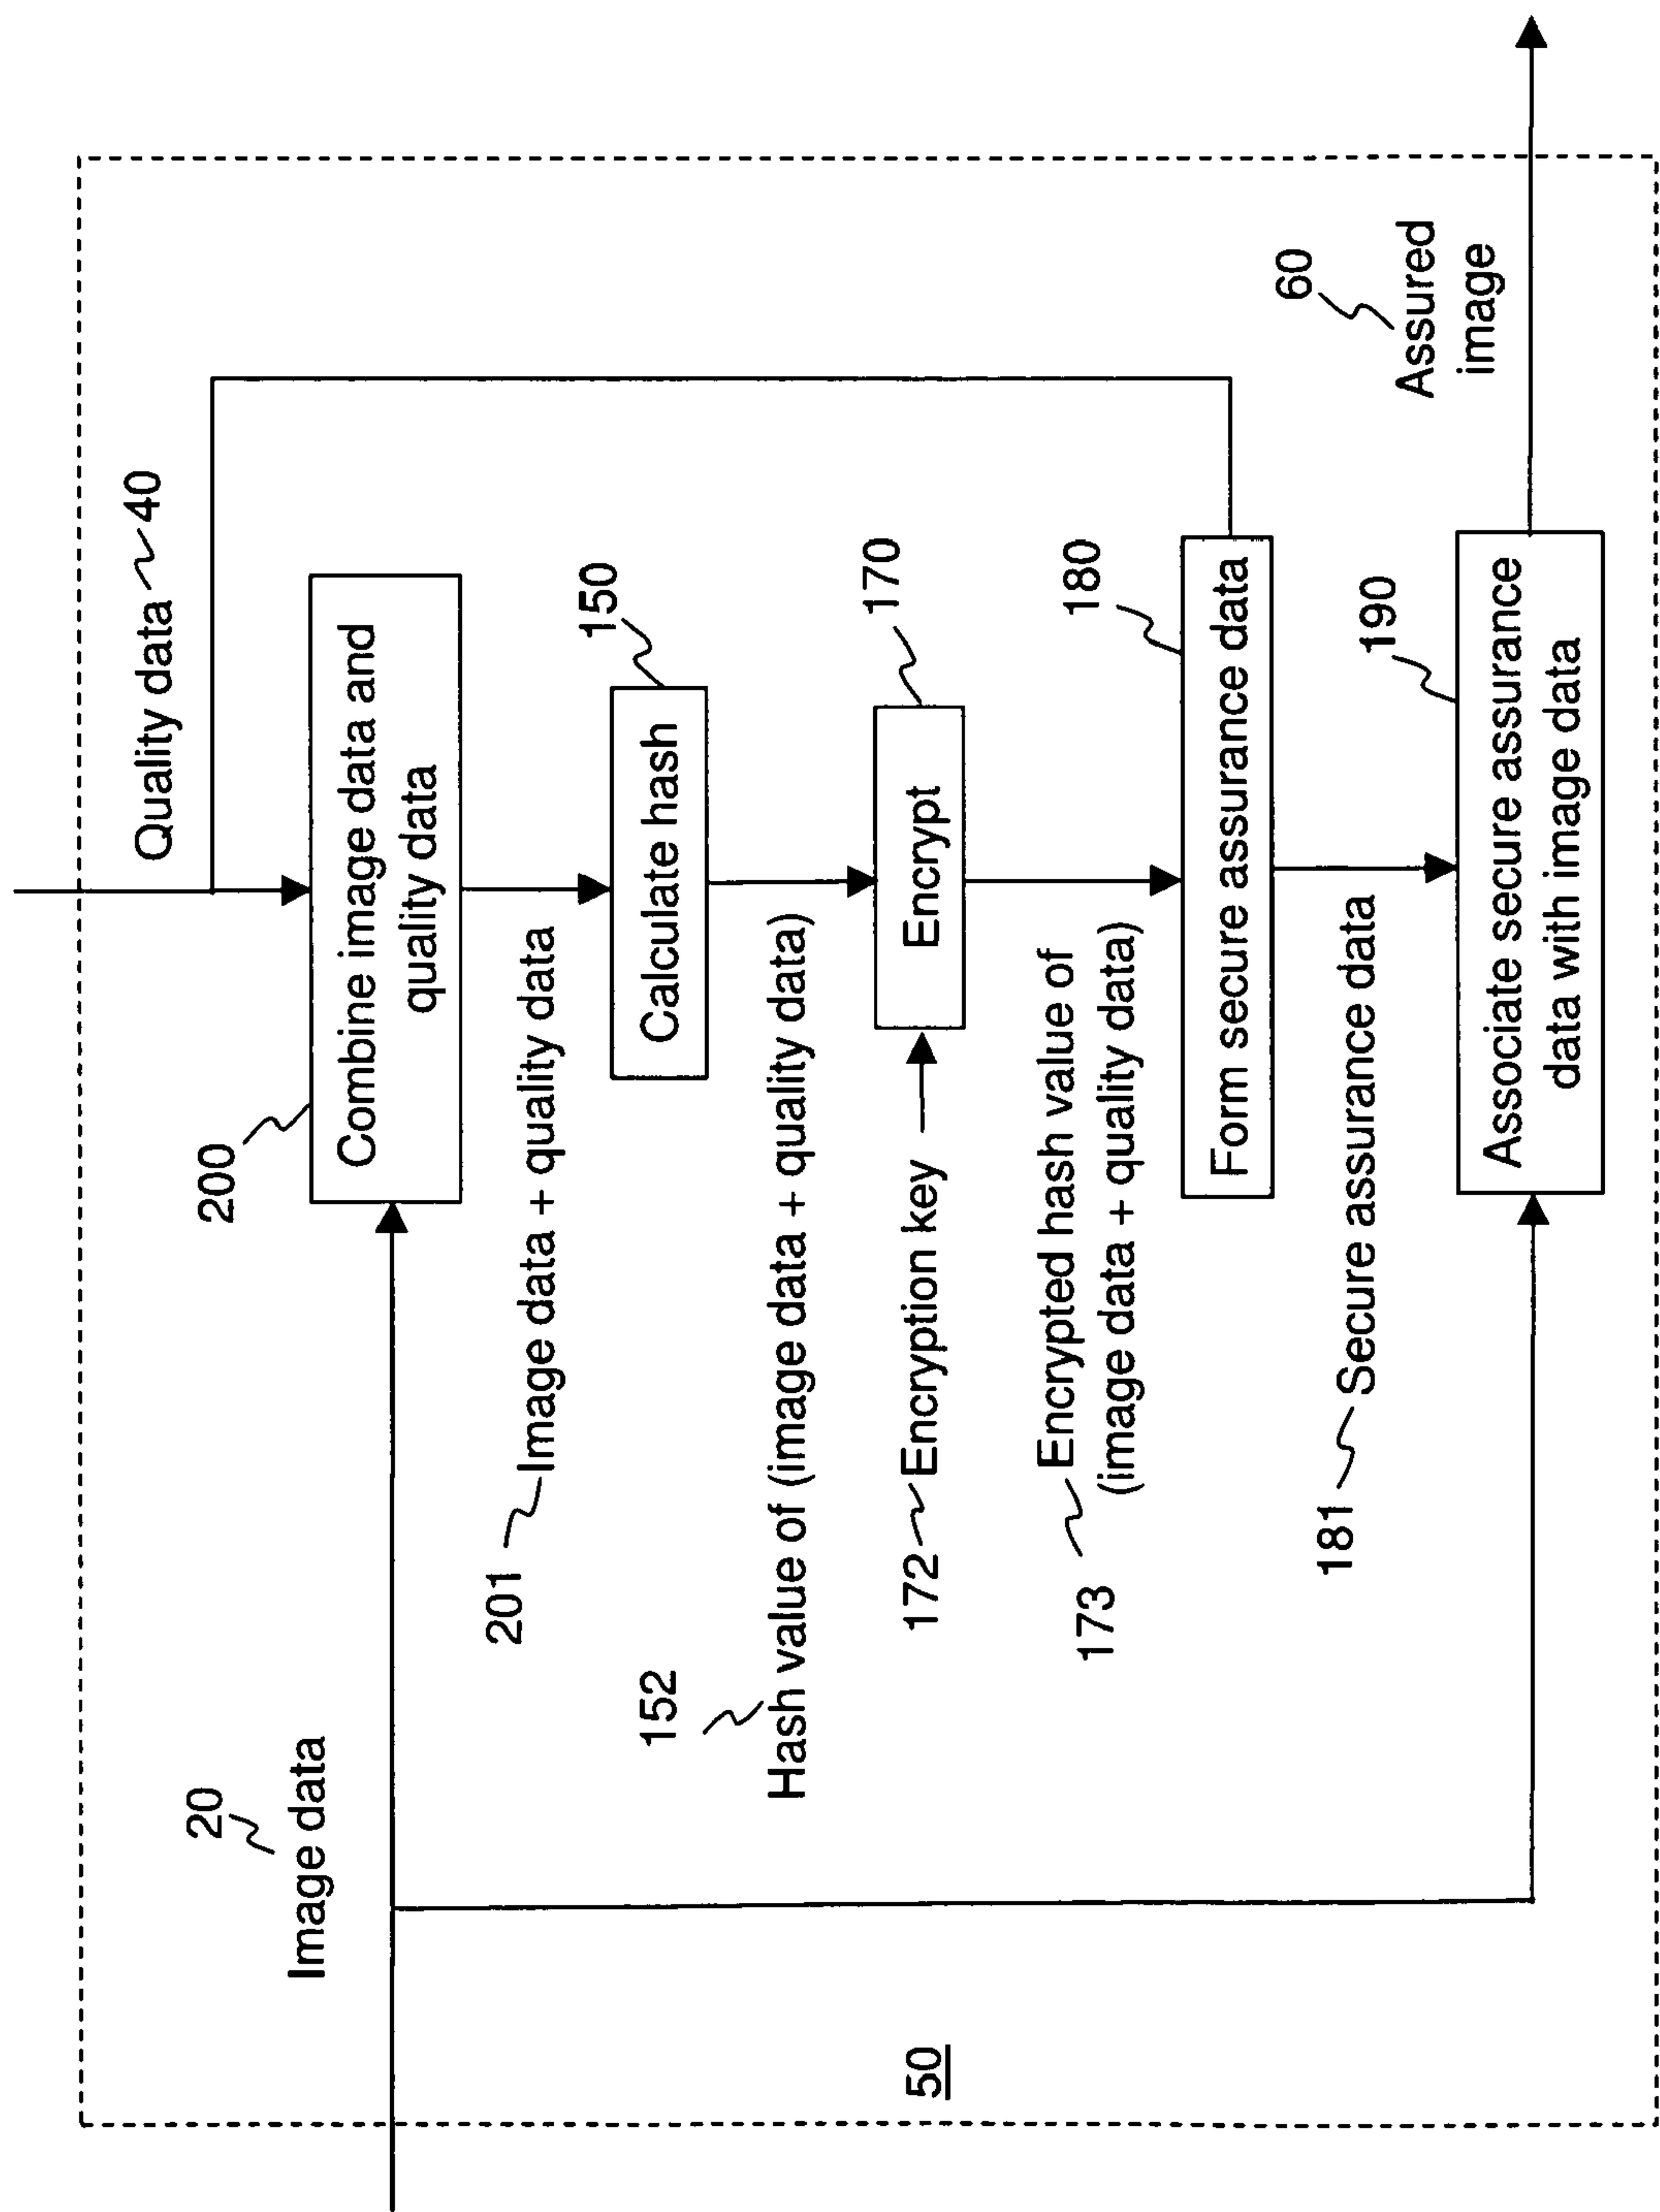 Quality data 40
20
Image data
200
Combine image data and
quality data
201 Image data + quality data
150
Calculate hash
152
Hash value of (image data + quality data)
170
Encrypt
172 Encryption key
173 Encrypted hash value of
(image data + quality data)
180
Form secure assurance data
181 Secure assurance data
190
Associate secure assurance
data with image data
60
Assured
image
50